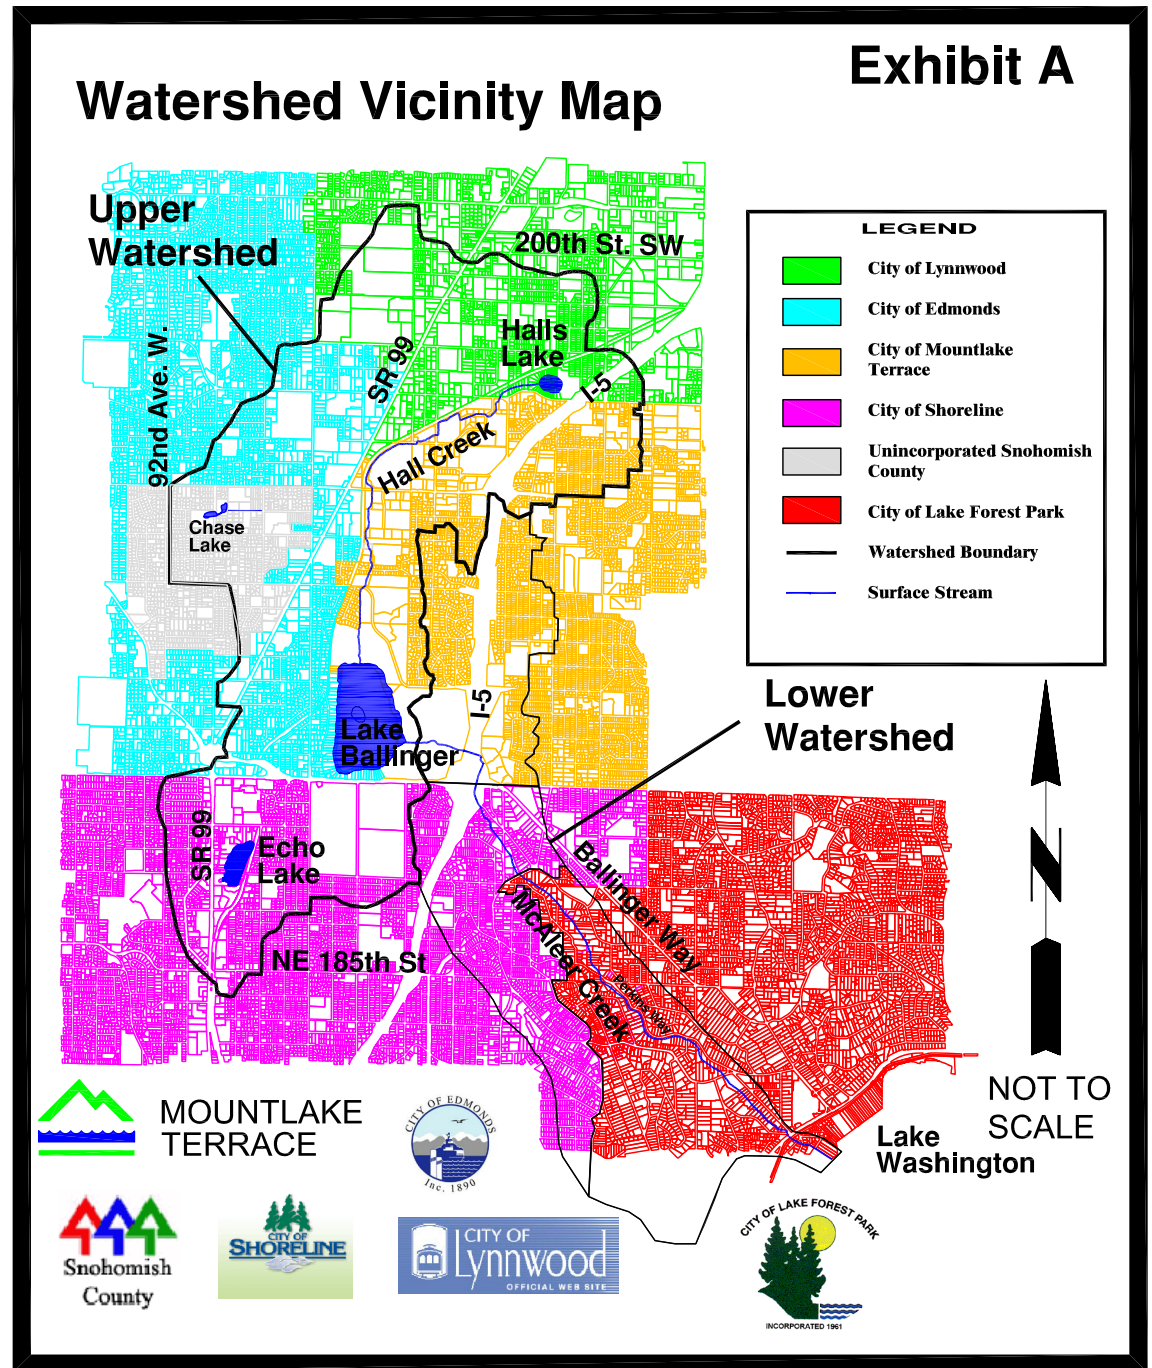 Exhibit A
Watershed Vicinity Map
Upper
Watershed
200th St. SW
LEGEND
City of Lynnwood
City of Edmonds
City of Mountlake
Terrace
City of Shoreline
Unincorporated Snohomish
County
City of Lake Forest Park
Watershed Boundary
Surface Stream
92nd Ave. W.
SR 99
Halls
Lake
I-5
Hall Creek
Chase
Lake
Lower
Watershed
I-5
Lake
Ballinger
SR 99
Echo
Lake
NE 185th St
Ballinger Way
McAleer Creek
Perkins Way
N
NOT TO
SCALE
Lake
Washington
MOUNTLAKE
TERRACE
CITY OF EDMONDS
Inc. 1890
Snohomish
County
CITY OF
SHORELINE
CITY OF
Lynnwood
OFFICIAL WEB SITE
CITY OF LAKE FOREST PARK
INCORPORATED 1961